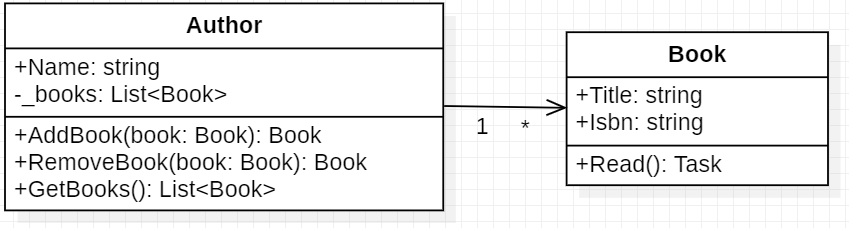 Author
+Name: string
-_books: List<Book>
+AddBook(book: Book): Book
+RemoveBook(book: Book): Book
+GetBooks(): List<Book>
1 *
Book
+Title: string
+Isbn: string
+Read(): Task